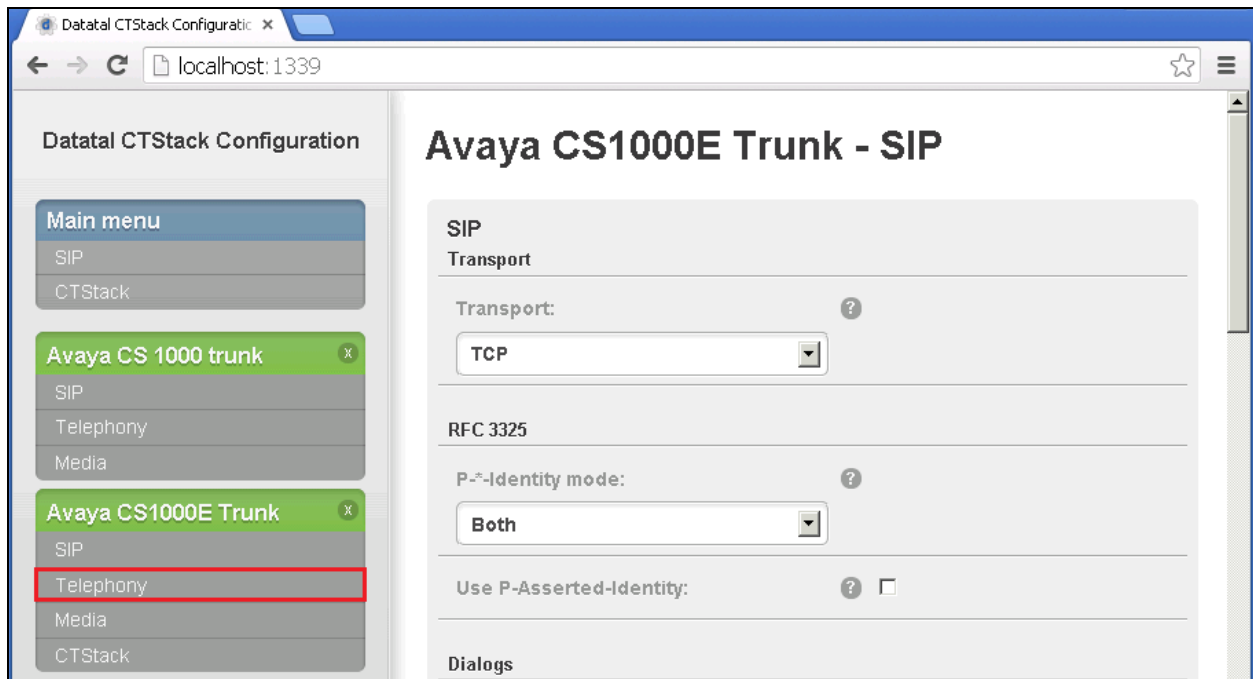 Datatal CTStack Configuratic
localhost:1339
Datatal CTStack Configuration
Main menu
SIP
CTStack
Avaya CS 1000 trunk
SIP
Telephony
Media
Avaya CS1000E Trunk
SIP
Telephony
Media
CTStack
Avaya CS1000E Trunk - SIP
SIP
Transport
Transport:
TCP
RFC 3325
P-*-Identity mode:
Both
Use P-Asserted-Identity:
Dialogs